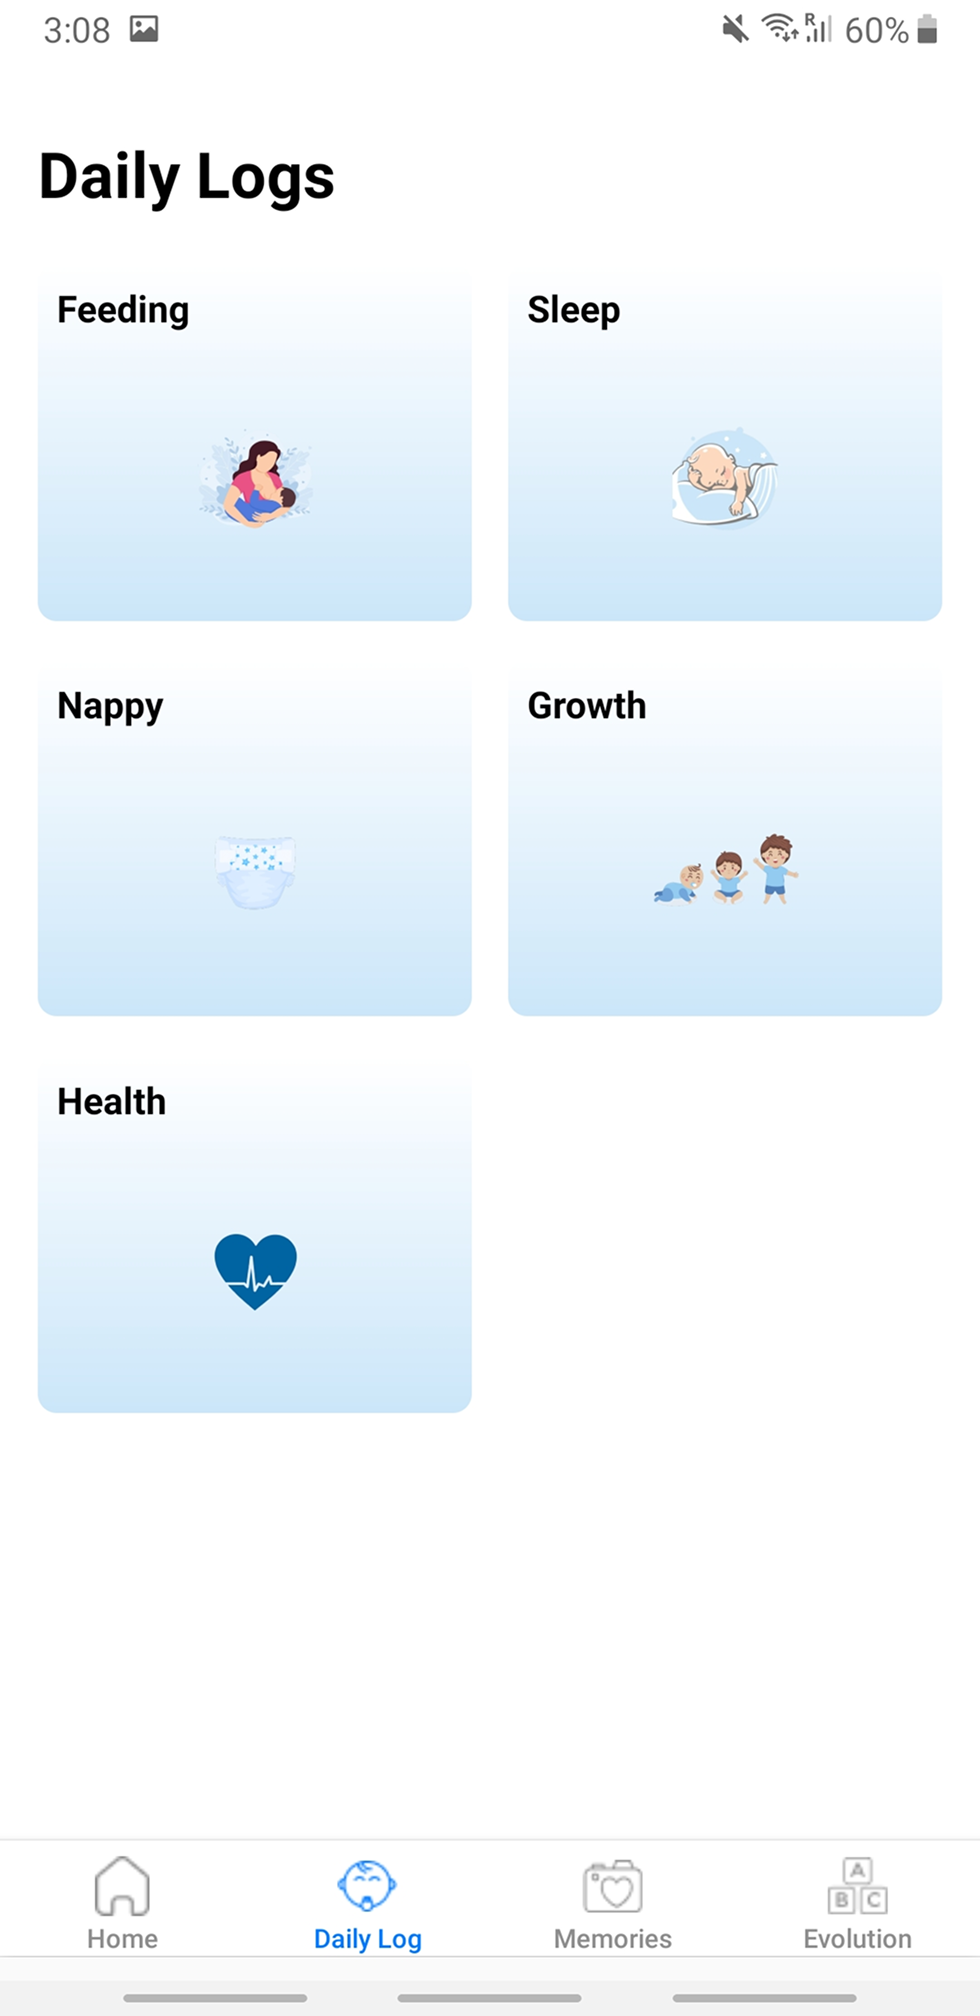 3:08 R 60%
Daily Logs
Feeding Sleep
Nappy Growth
Health
A
B C
Home Daily Log Memories Evolution